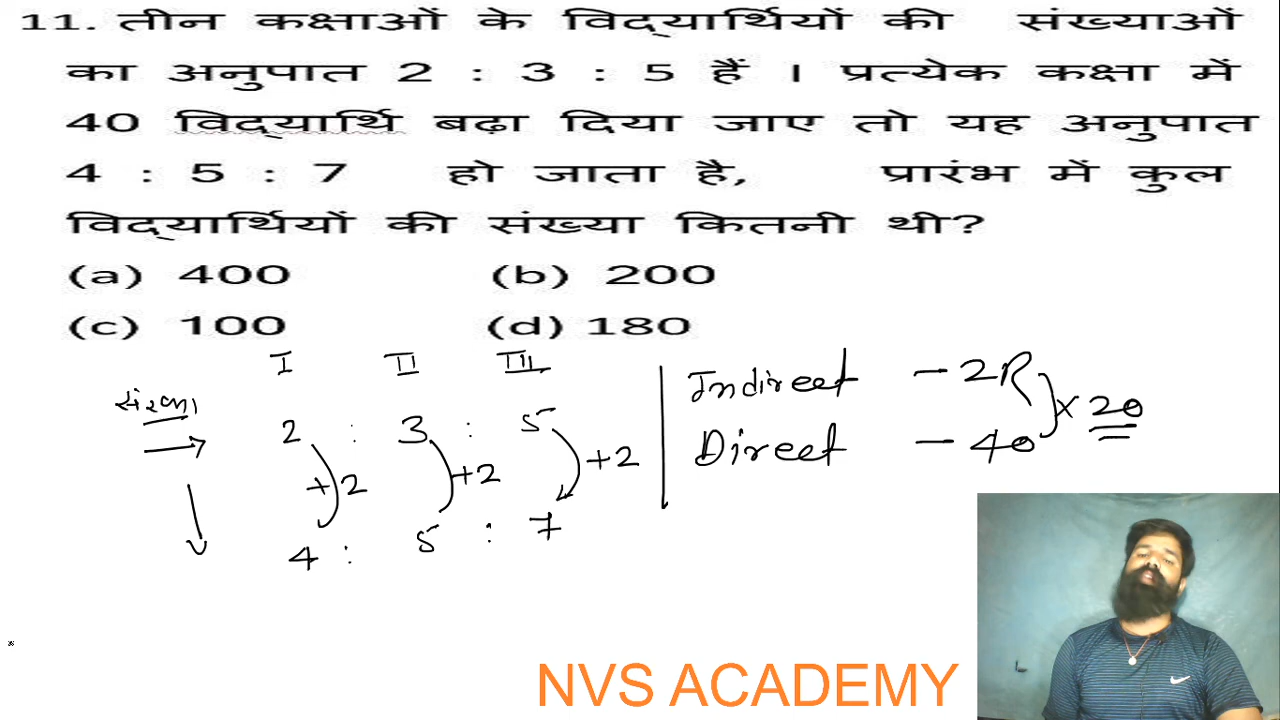 11. तीन कक्षाओं के विद्यार्थियों की संख्याओं
का अनुपात 2 : 3 : 5 हैं । प्रत्येक कक्षा में
40 विद्यार्थि बढ़ा दिया जाए तो यह अनुपात
4 : 5 : 7 हो जाता है, प्रारंभ में कुल
विद्यार्थियों की संख्या कितनी थी?
(a) 400 (b) 200
(c) 100 (d) 180
I II III
संख्या 2 : 3 : 5
+2 +2 +2
4 : 5 : 7
Indirect - 2R
Direct - 40
× 20
NVS ACADEMY